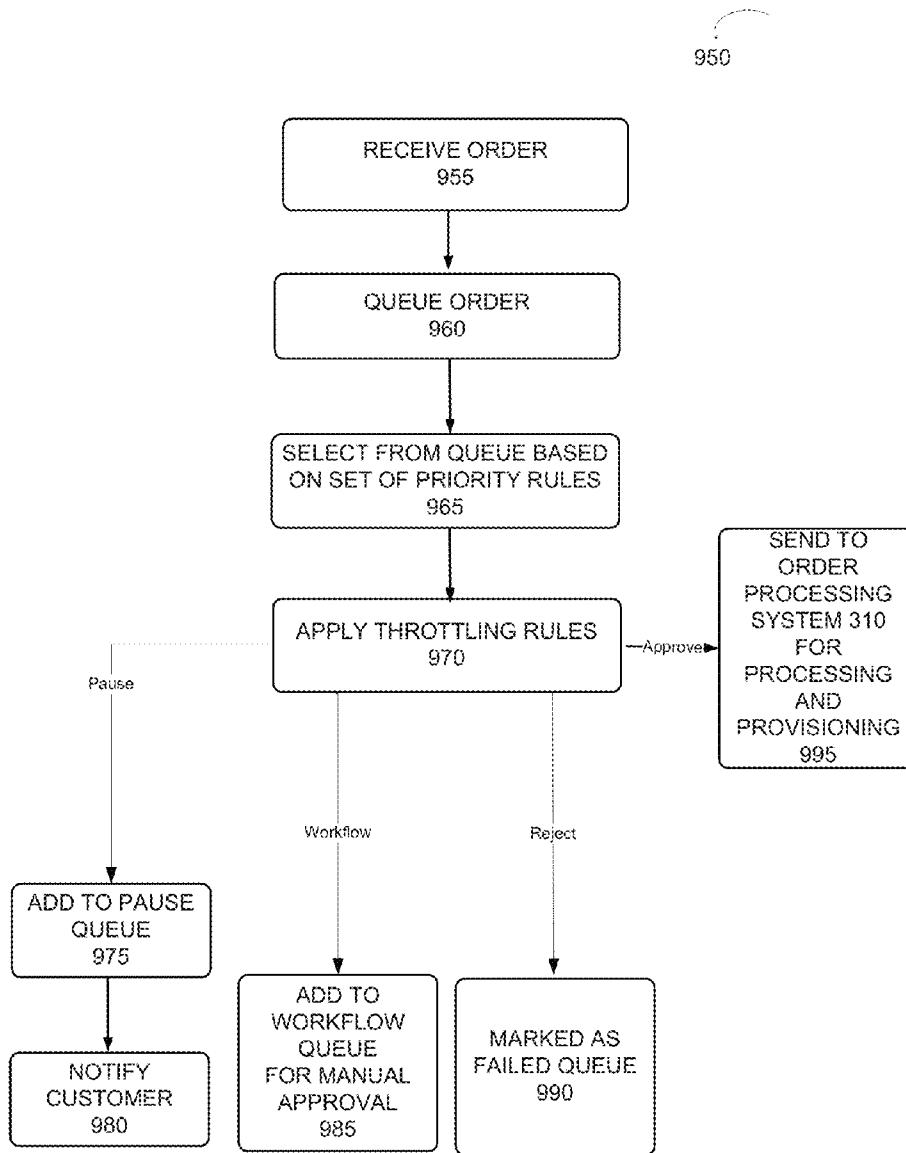 950
RECEIVE ORDER
955
QUEUE ORDER
960
SELECT FROM QUEUE BASED
ON SET OF PRIORITY RULES
965
APPLY THROTTLING RULES
970
Approve
SEND TO
ORDER
PROCESSING
SYSTEM 310
FOR
PROCESSING
AND
PROVISIONING
995
Pause
Workflow
Reject
ADD TO PAUSE
QUEUE
975
NOTIFY
CUSTOMER
980
ADD TO
WORKFLOW
QUEUE
FOR MANUAL
APPROVAL
985
MARKED AS
FAILED QUEUE
990